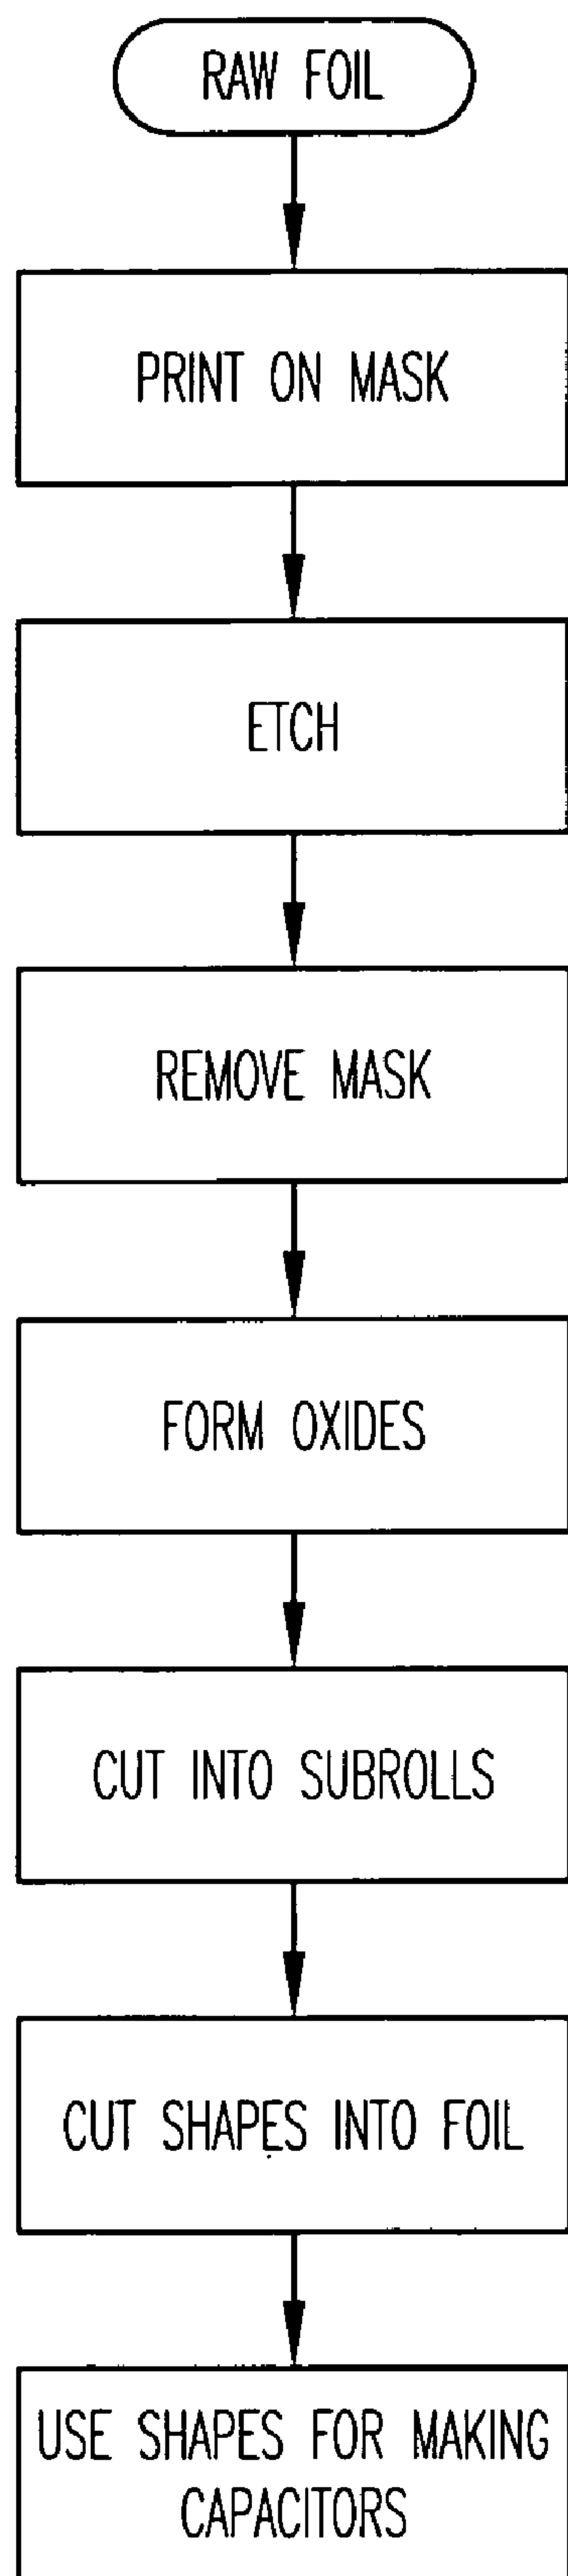 RAW FOIL
PRINT ON MASK
ETCH
REMOVE MASK
FORM OXIDES
CUT INTO SUBROLLS
CUT SHAPES INTO FOIL
USE SHAPES FOR MAKING
CAPACITORS